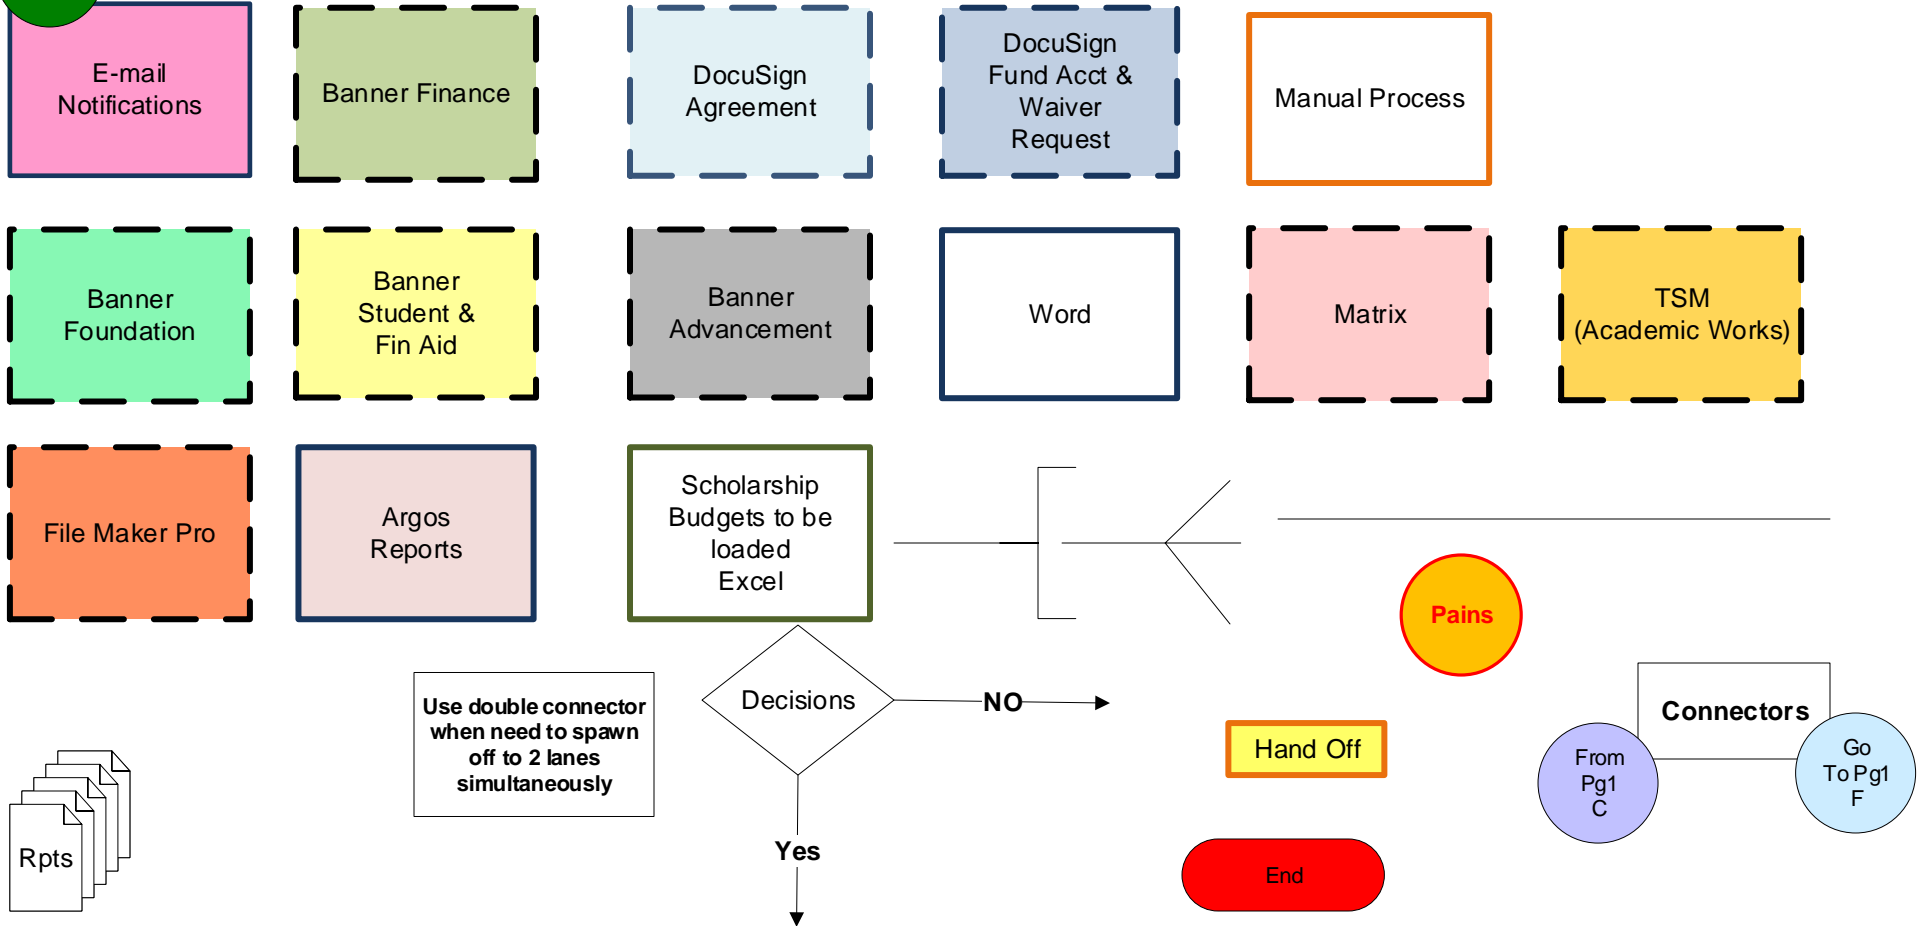 E-mail
Notifications
Banner Finance
DocuSign
Agreement
DocuSign
Fund Acct &
Waiver
Request
Manual Process
Banner
Foundation
Banner
Student &
Fin Aid
Banner
Advancement
Word
Matrix
TSM
(Academic Works)
File Maker Pro
Argos
Reports
Scholarship
Budgets to be
loaded
Excel
Pains
Use double connector
when need to spawn
off to 2 lanes
simultaneously
Decisions
NO
Yes
Hand Off
Connectors
From
Pg1
C
Go
To Pg1
F
Rpts
End